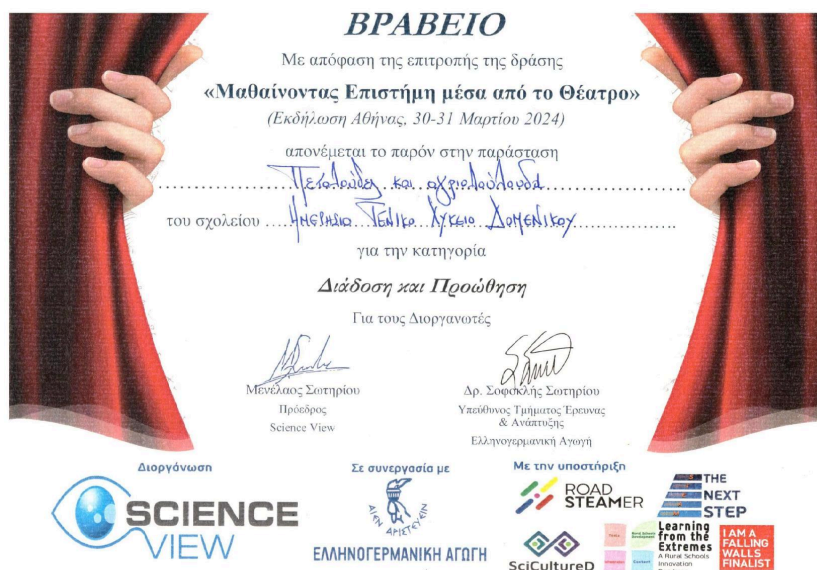 ΒΡΑΒΕΙΟ
Με απόφαση της επιτροπής της δράσης
«Μαθαίνοντας Επιστήμη μέσα από το Θέατρο»
(Εκδήλωση Αθήνας, 30-31 Μαρτίου 2024)
απονέμεται το παρόν στην παράσταση
Πεταλούδες και αγριολούλουδα
του σχολείου Ημερήσιο Γενικό Λύκειο Δομενίκου
για την κατηγορία
Διάδοση και Προώθηση
Για τους Διοργανωτές
Μενέλαος Σωτηρίου
Πρόεδρος
Science View
Δρ. Σοφοκλής Σωτηρίου
Υπεύθυνος Τμήματος Έρευνας
& Ανάπτυξης
Ελληνογερμανική Αγωγή
Διοργάνωση
SCIENCE
VIEW
Σε συνεργασία με
ΑΙΕΝ ΑΡΙΣΤΕΥΕΙΝ
ΕΛΛΗΝΟΓΕΡΜΑΝΙΚΗ ΑΓΩΓΗ
Με την υποστήριξη
ROAD
STEAMER
THE
NEXT
STEP
SciCultureD
Learning
from the
Extremes
A Rural Schools
Innovation
I AM A
FALLING
WALLS
FINALIST